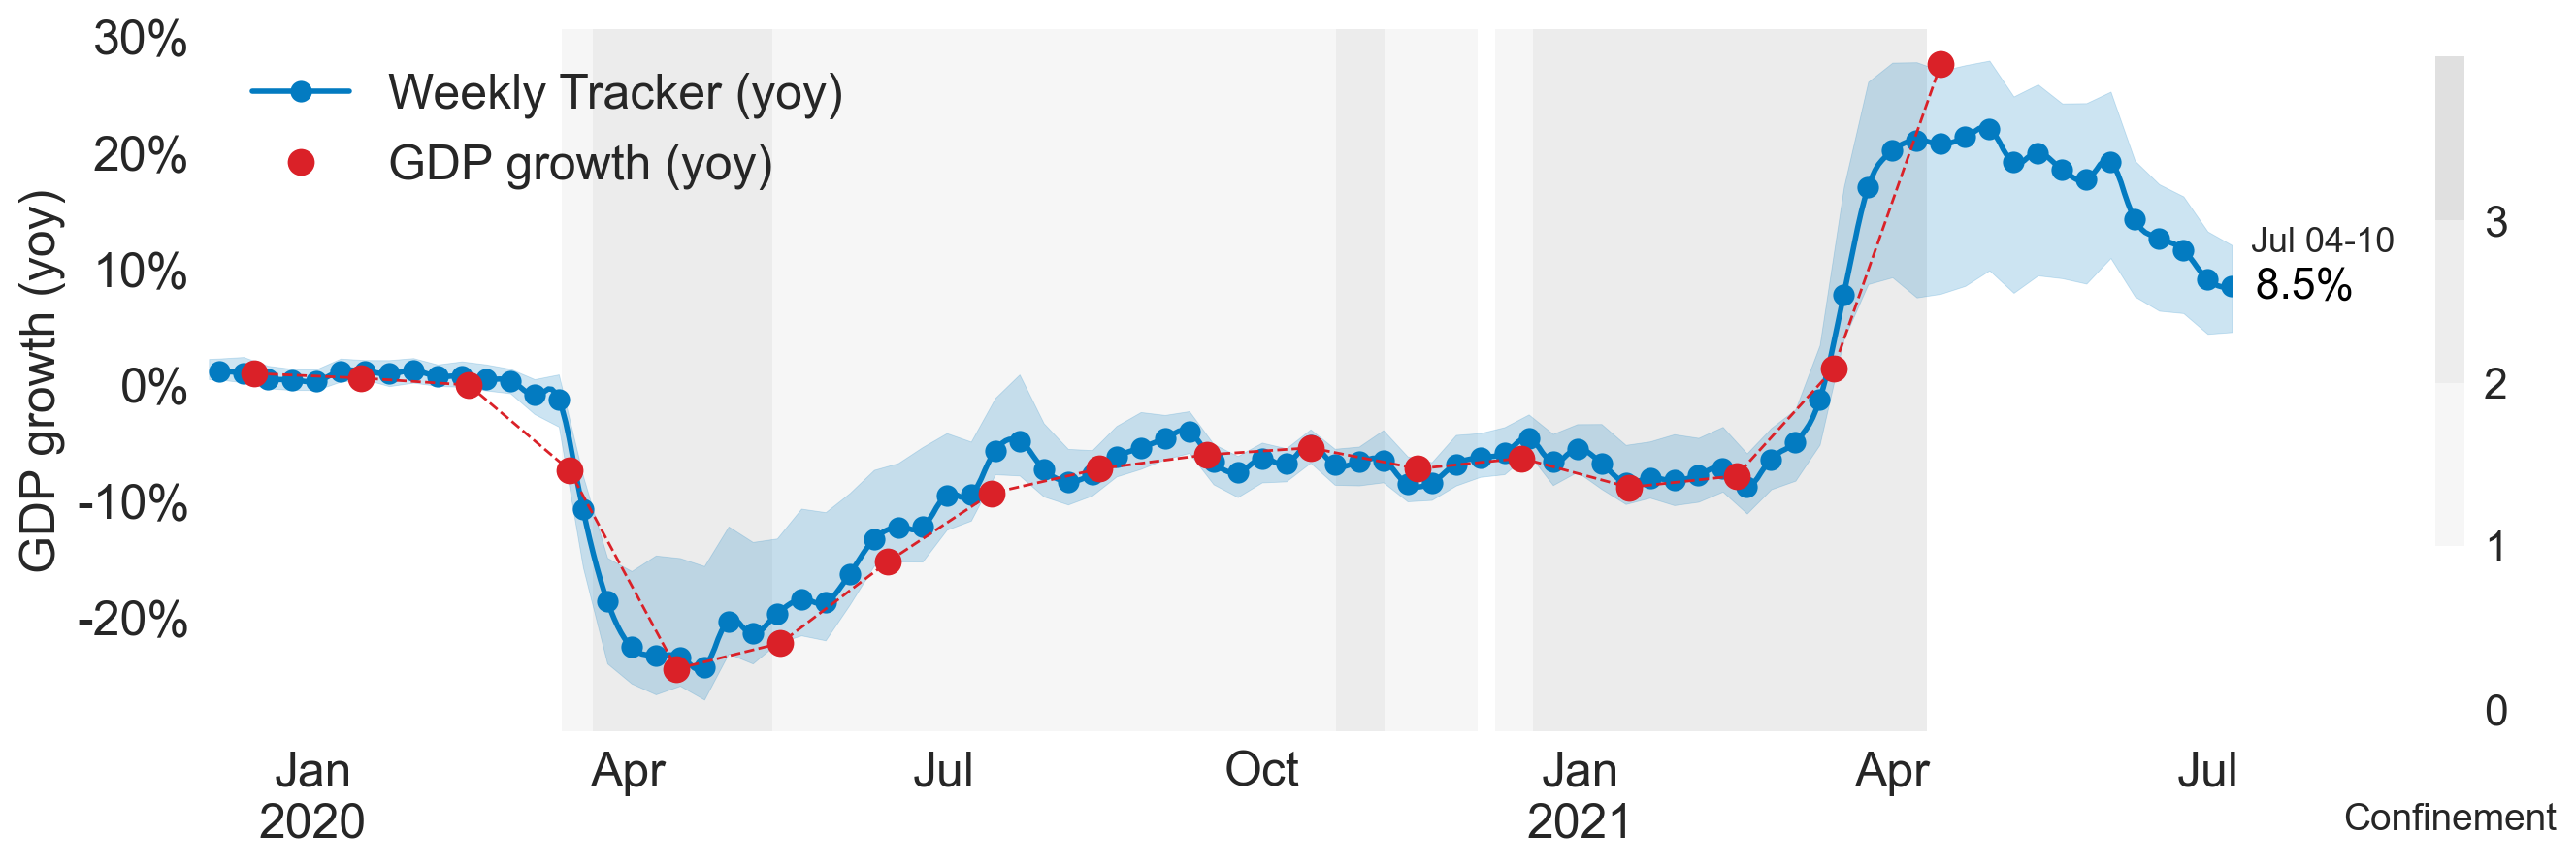 30%
20%
10%
0%
-10%
-20%
GDP growth (yoy)
Weekly Tracker (yoy)
GDP growth (yoy)
Jul 04-10
8.5%
3
2
1
0
Jan Apr Jul Oct Jan Apr Jul
2020 2021
Confinement